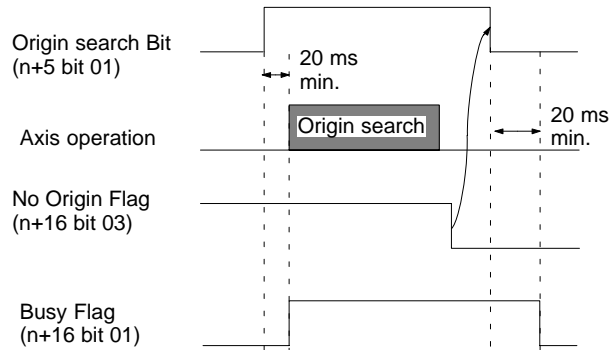 Origin search Bit
(n+5 bit 01)
20 ms
min.
Axis operation
Origin search
20 ms
min.
No Origin Flag
(n+16 bit 03)
Busy Flag
(n+16 bit 01)